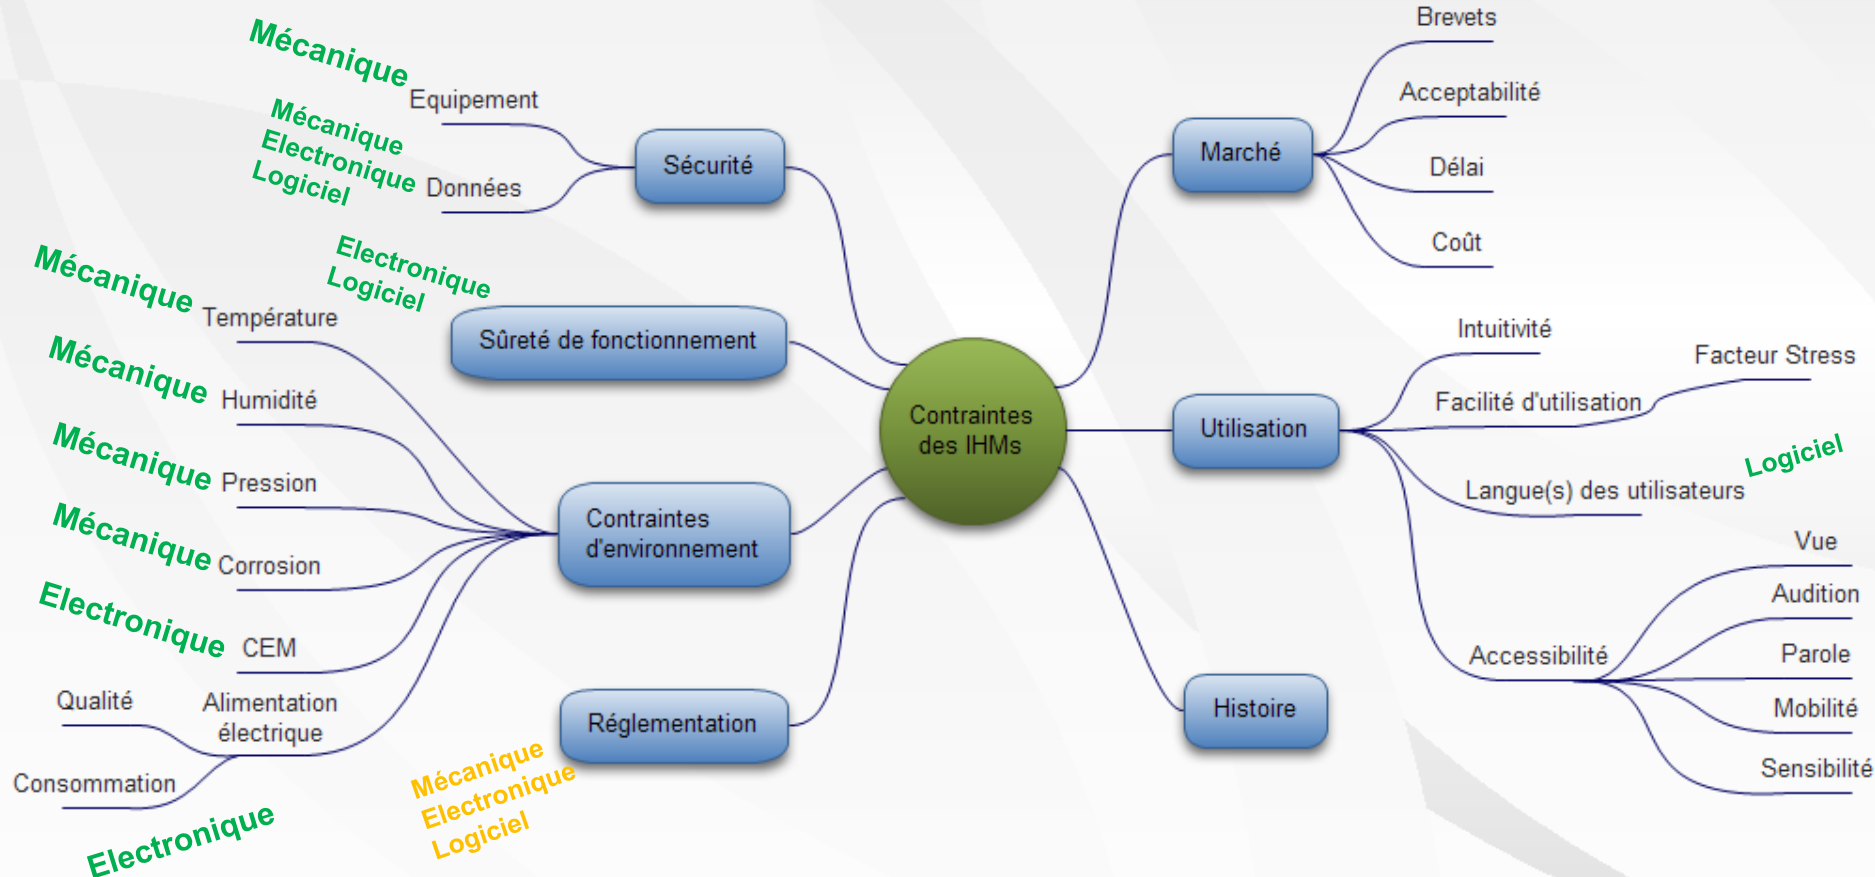 Mécanique
Equipement
Mécanique
Electronique
Logiciel
Données
Sécurité
Electronique
Logiciel
Sûreté de fonctionnement
Mécanique
Température
Mécanique
Humidité
Mécanique
Pression
Mécanique
Corrosion
Electronique
CEM
Qualité
Alimentation
électrique
Consommation
Electronique
Contraintes
d'environnement
Réglementation
Mécanique
Electronique
Logiciel
Contraintes
des IHMs
Marché
Brevets
Acceptabilité
Délai
Coût
Utilisation
Intuitivité
Facilité d'utilisation
Facteur Stress
Logiciel
Langue(s) des utilisateurs
Accessibilité
Vue
Audition
Parole
Mobilité
Sensibilité
Histoire